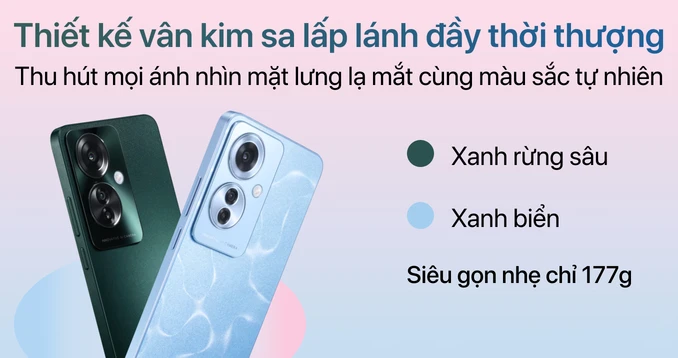 Thiết kế vân kim sa lấp lánh đầy thời thượng
Thu hút mọi ánh nhìn mặt lưng lạ mắt cùng màu sắc tự nhiên
Xanh rừng sâu
Xanh biển
Siêu gọn nhẹ chỉ 177g